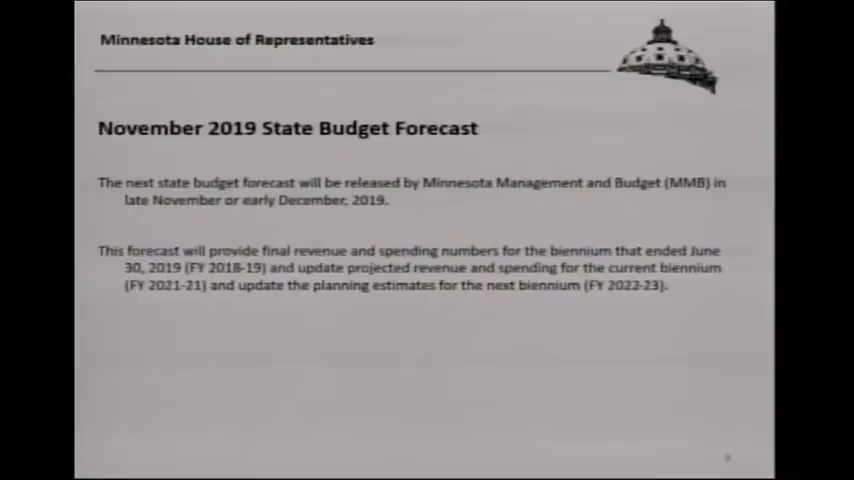 Minnesota House of Representatives
November 2019 State Budget Forecast
The next state budget forecast will be released by Minnesota Management and Budget (MMB) in
late November or early December, 2019.
This forecast will provide final revenue and spending numbers for the biennium that ended June
30, 2019 (FY 2018-19) and update projected revenue and spending for the current biennium
(FY 2021-21) and update the planning estimates for the next biennium (FY 2022-23).